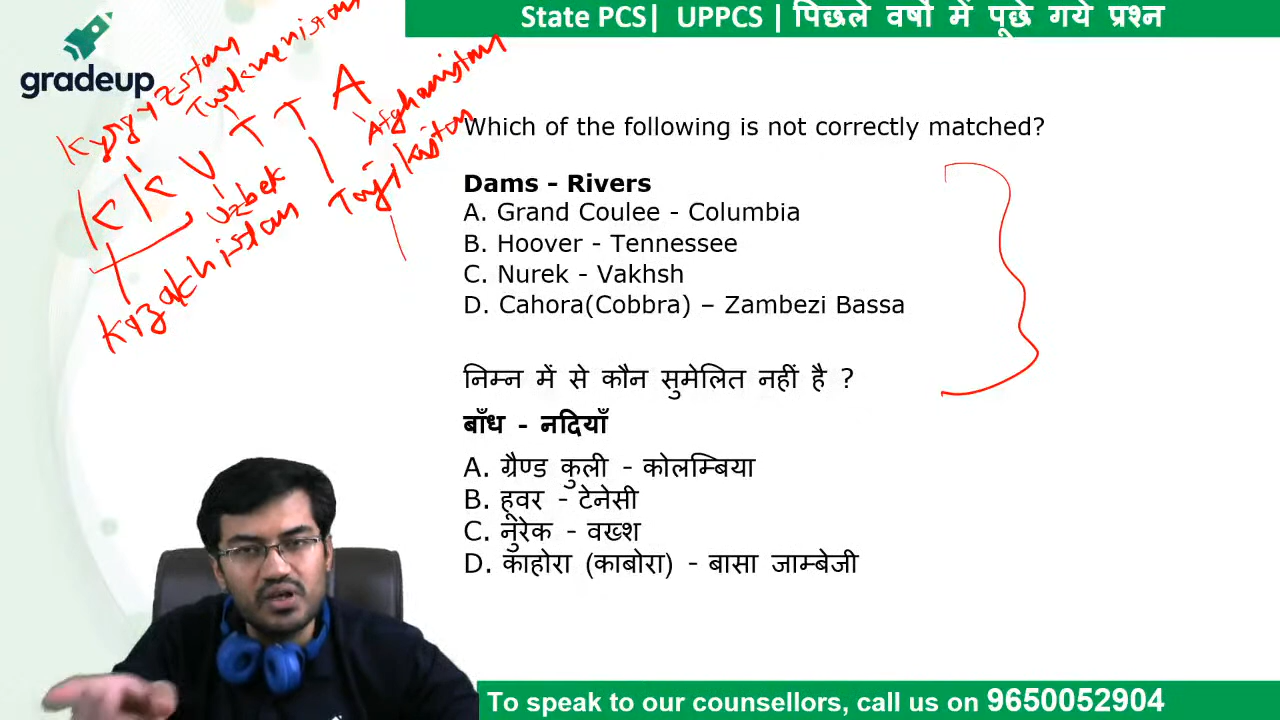 State PCS| UPPCS | पिछले वर्षो में पूछे गये प्रश्न
gradeup
Kyrgyzstan
Turkmenistan
K K U T T A
Afghanistan
Uzbek
Tajikistan
Kazakhistan
Which of the following is not correctly matched?
Dams - Rivers
A. Grand Coulee - Columbia
B. Hoover - Tennessee
C. Nurek - Vakhsh
D. Cahora(Cobbra) – Zambezi Bassa
निम्न में से कौन सुमेलित नहीं है ?
बाँध - नदियाँ
A. ग्रैण्ड कुली - कोलम्बिया
B. हूवर - टेनेसी
C. नुरेक - वख्श
D. काहोरा (काबोरा) - बासा जाम्बेजी
To speak to our counsellors, call us on 9650052904